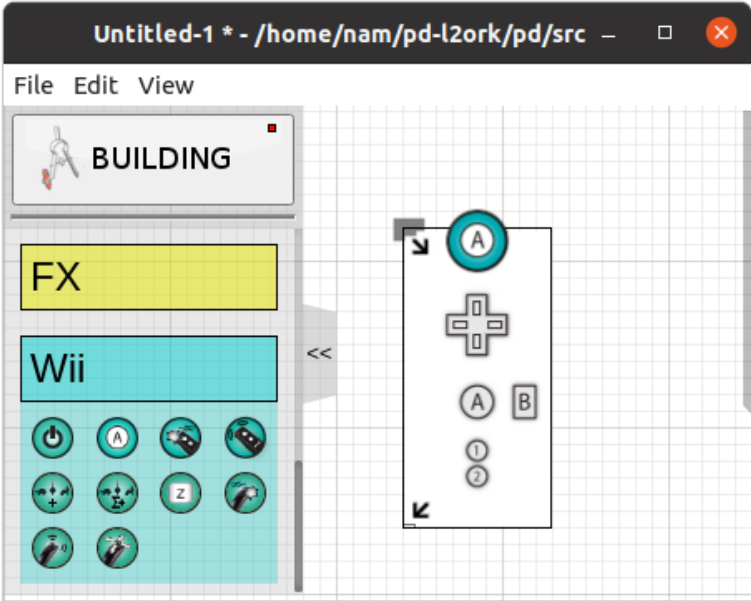 Untitled-1 * - /home/nam/pd-l2ork/pd/src
File Edit View
BUILDING
FX
Wii
<<
A
A
A B
Z
1
2